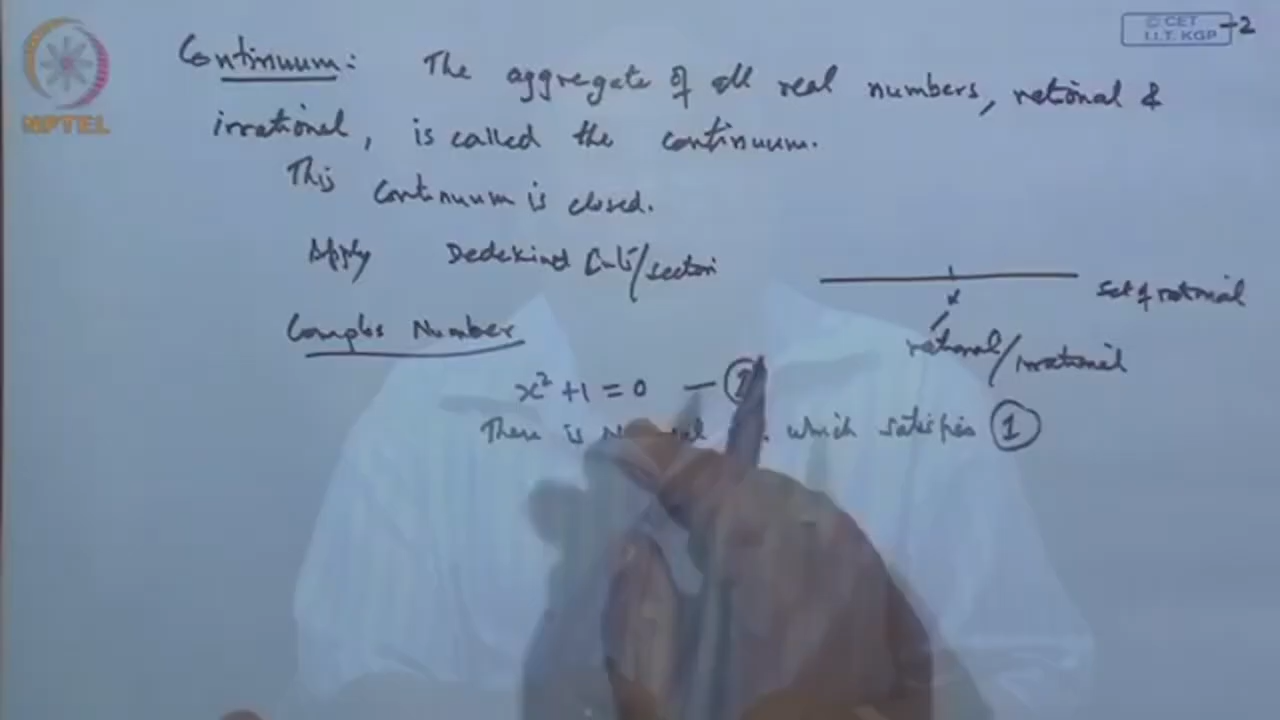 © CET
I.I.T. KGP
-2
NPTEL
Continuum: The aggregate of all real numbers, rational &
irrational, is called the continuum.
This continuum is closed.
Apply Dedekind Cut/section
set of rational
rational/irrational
Complex Number
x² + 1 = 0 — 1
There is No which satisfies 1